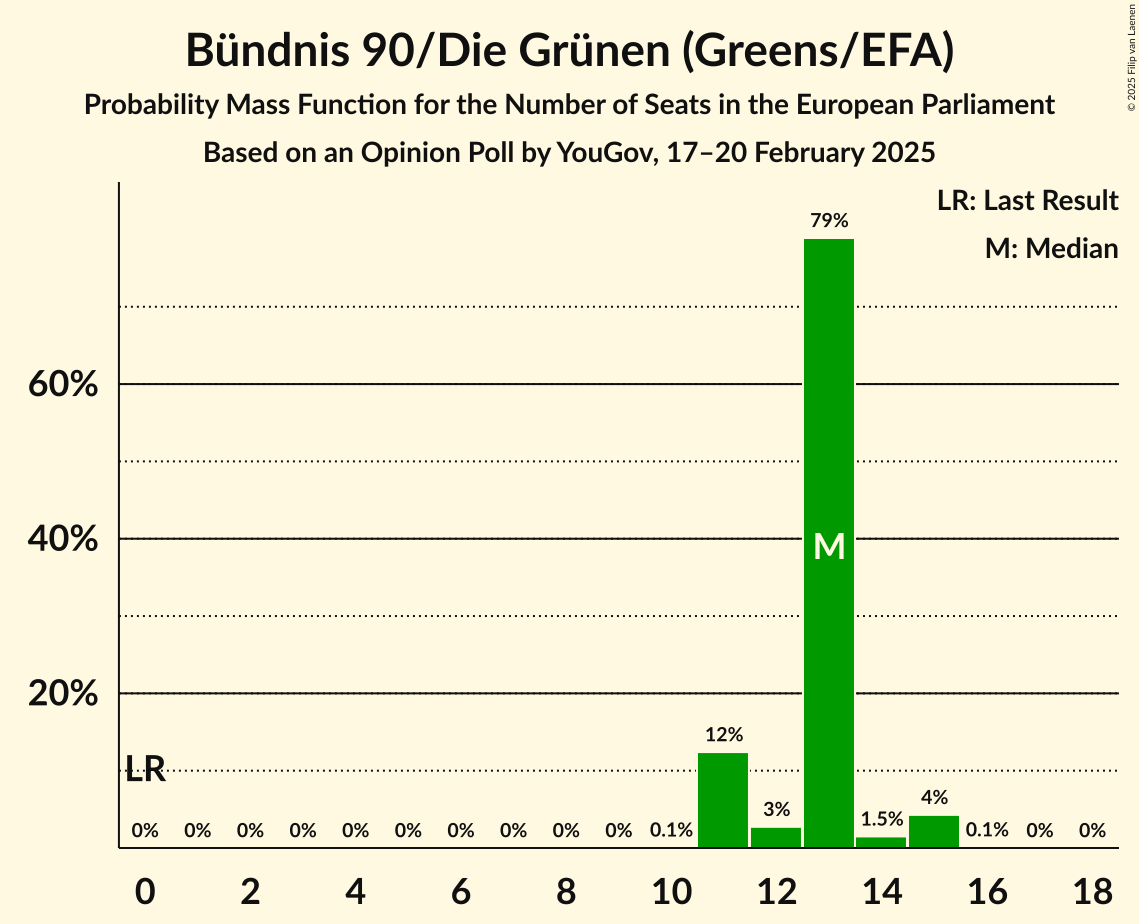 Bündnis 90/Die Grünen (Greens/EFA)
Probability Mass Function for the Number of Seats in the European Parliament
Based on an Opinion Poll by YouGov, 17–20 February 2025
© 2025 Filip van Laenen
LR: Last Result
M: Median
79%
60%
40%
M
20%
12%
LR
0% 0% 0% 0% 0% 0% 0% 0% 0% 0% 0.1% 3% 1.5% 4% 0.1% 0% 0%
0 2 4 6 8 10 12 14 16 18